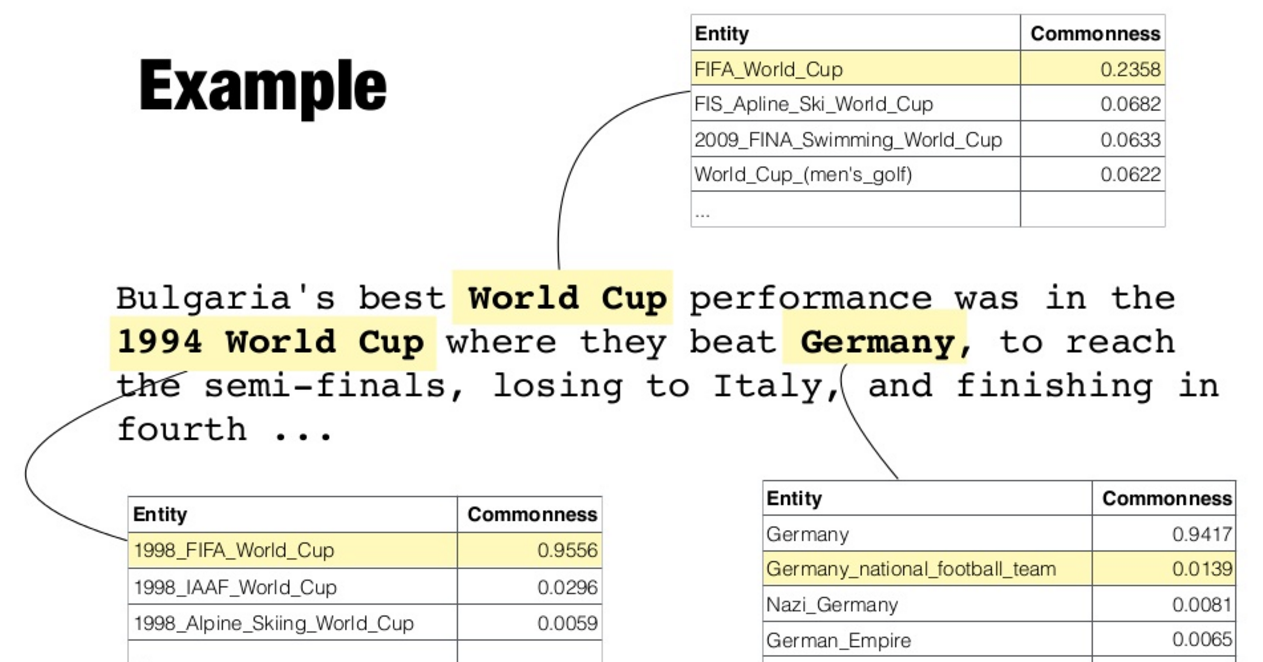 Example
Entity Commonness
FIFA_World_Cup 0.2358
FIS_Apline_Ski_World_Cup 0.0682
2009_FINA_Swimming_World_Cup 0.0633
World_Cup_(men's_golf) 0.0622
...
Bulgaria's best World Cup performance was in the
1994 World Cup where they beat Germany, to reach
the semi-finals, losing to Italy, and finishing in
fourth ...
Entity Commonness
1998_FIFA_World_Cup 0.9556
1998_IAAF_World_Cup 0.0296
1998_Alpine_Skiing_World_Cup 0.0059
Entity Commonness
Germany 0.9417
Germany_national_football_team 0.0139
Nazi_Germany 0.0081
German_Empire 0.0065